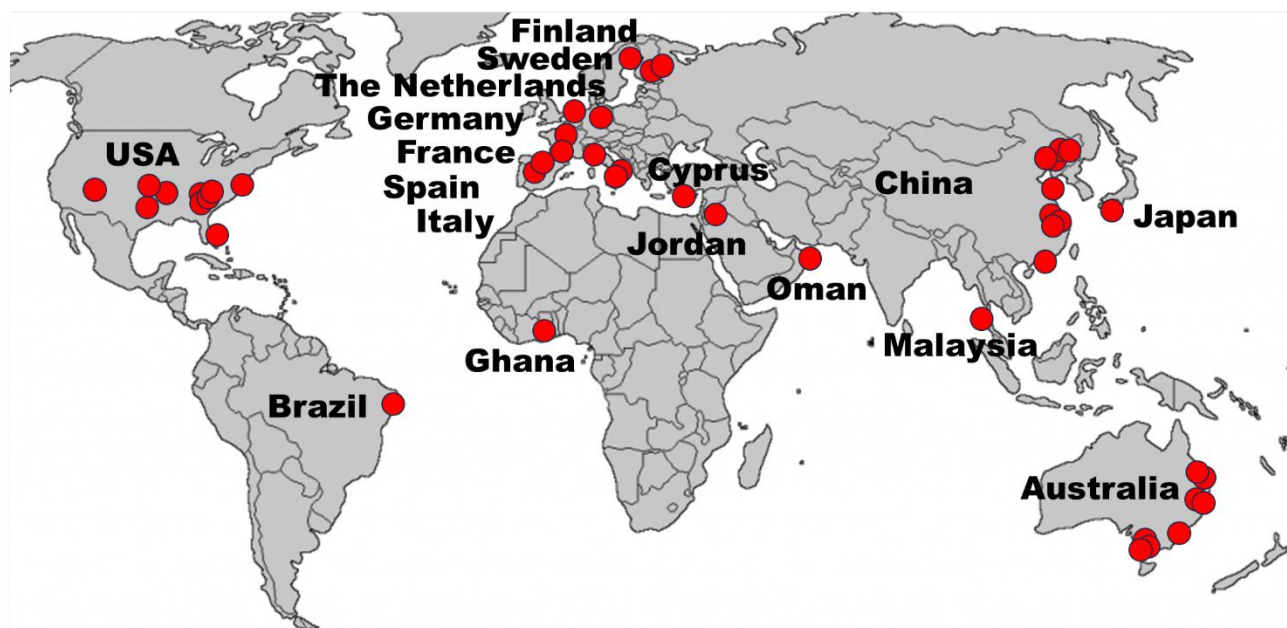 Finland
Sweden
The Netherlands
Germany
France
Spain
Italy
USA
Cyprus
China
Jordan
Japan
Oman
Ghana
Malaysia
Brazil
Australia